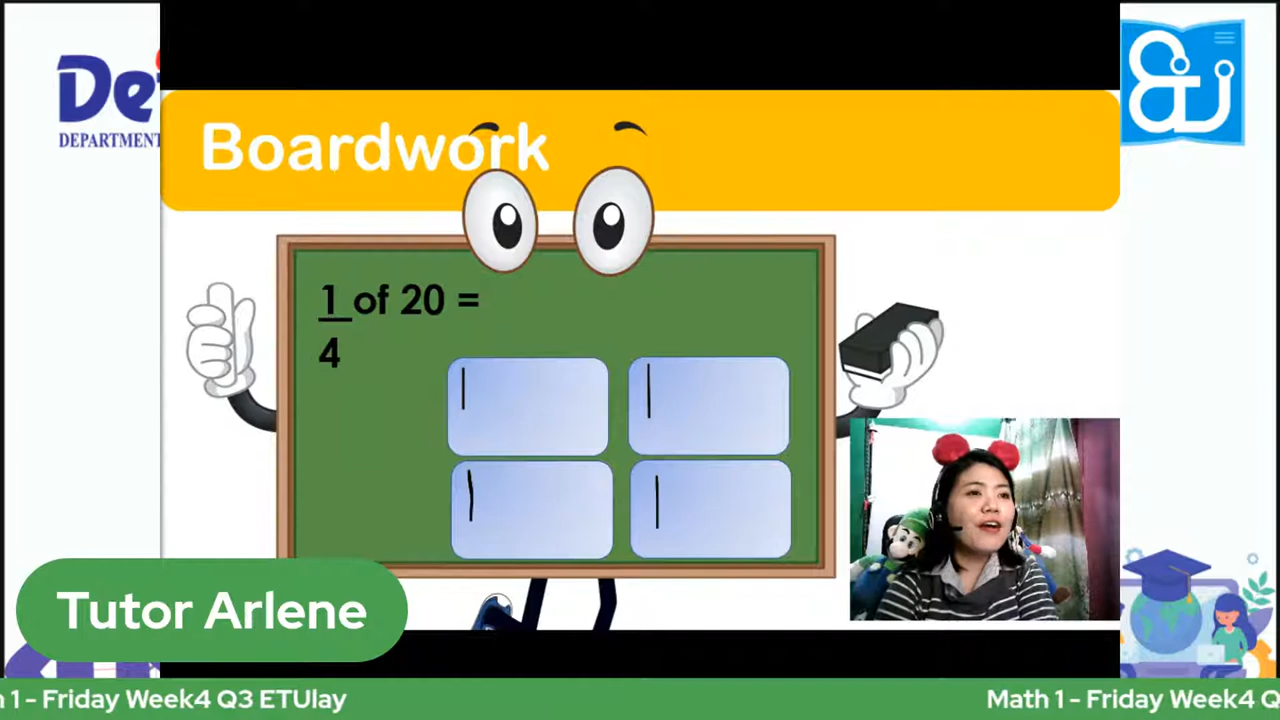 De
DEPARTMENT
Boardwork
1 of 20 =
4
| |
| |
Tutor Arlene
h 1 - Friday Week4 Q3 ETUlay
Math 1 - Friday Week4 Q